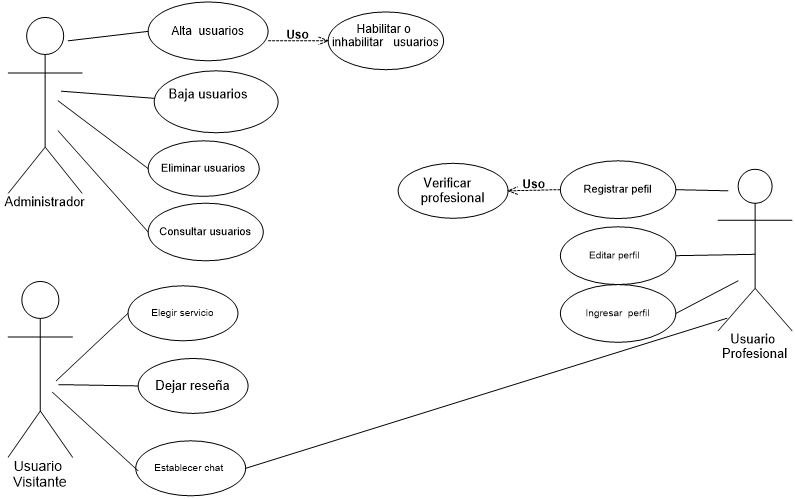 Alta usuarios
Uso
Habilitar o
inhabilitar usuarios
Baja usuarios
Eliminar usuarios
Administrador
Consultar usuarios
Verificar
profesional
Uso
Registrar pefil
Editar perfil
Ingresar perfil
Usuario
Profesional
Elegir servicio
Dejar reseña
Establecer chat
Usuario
Visitante